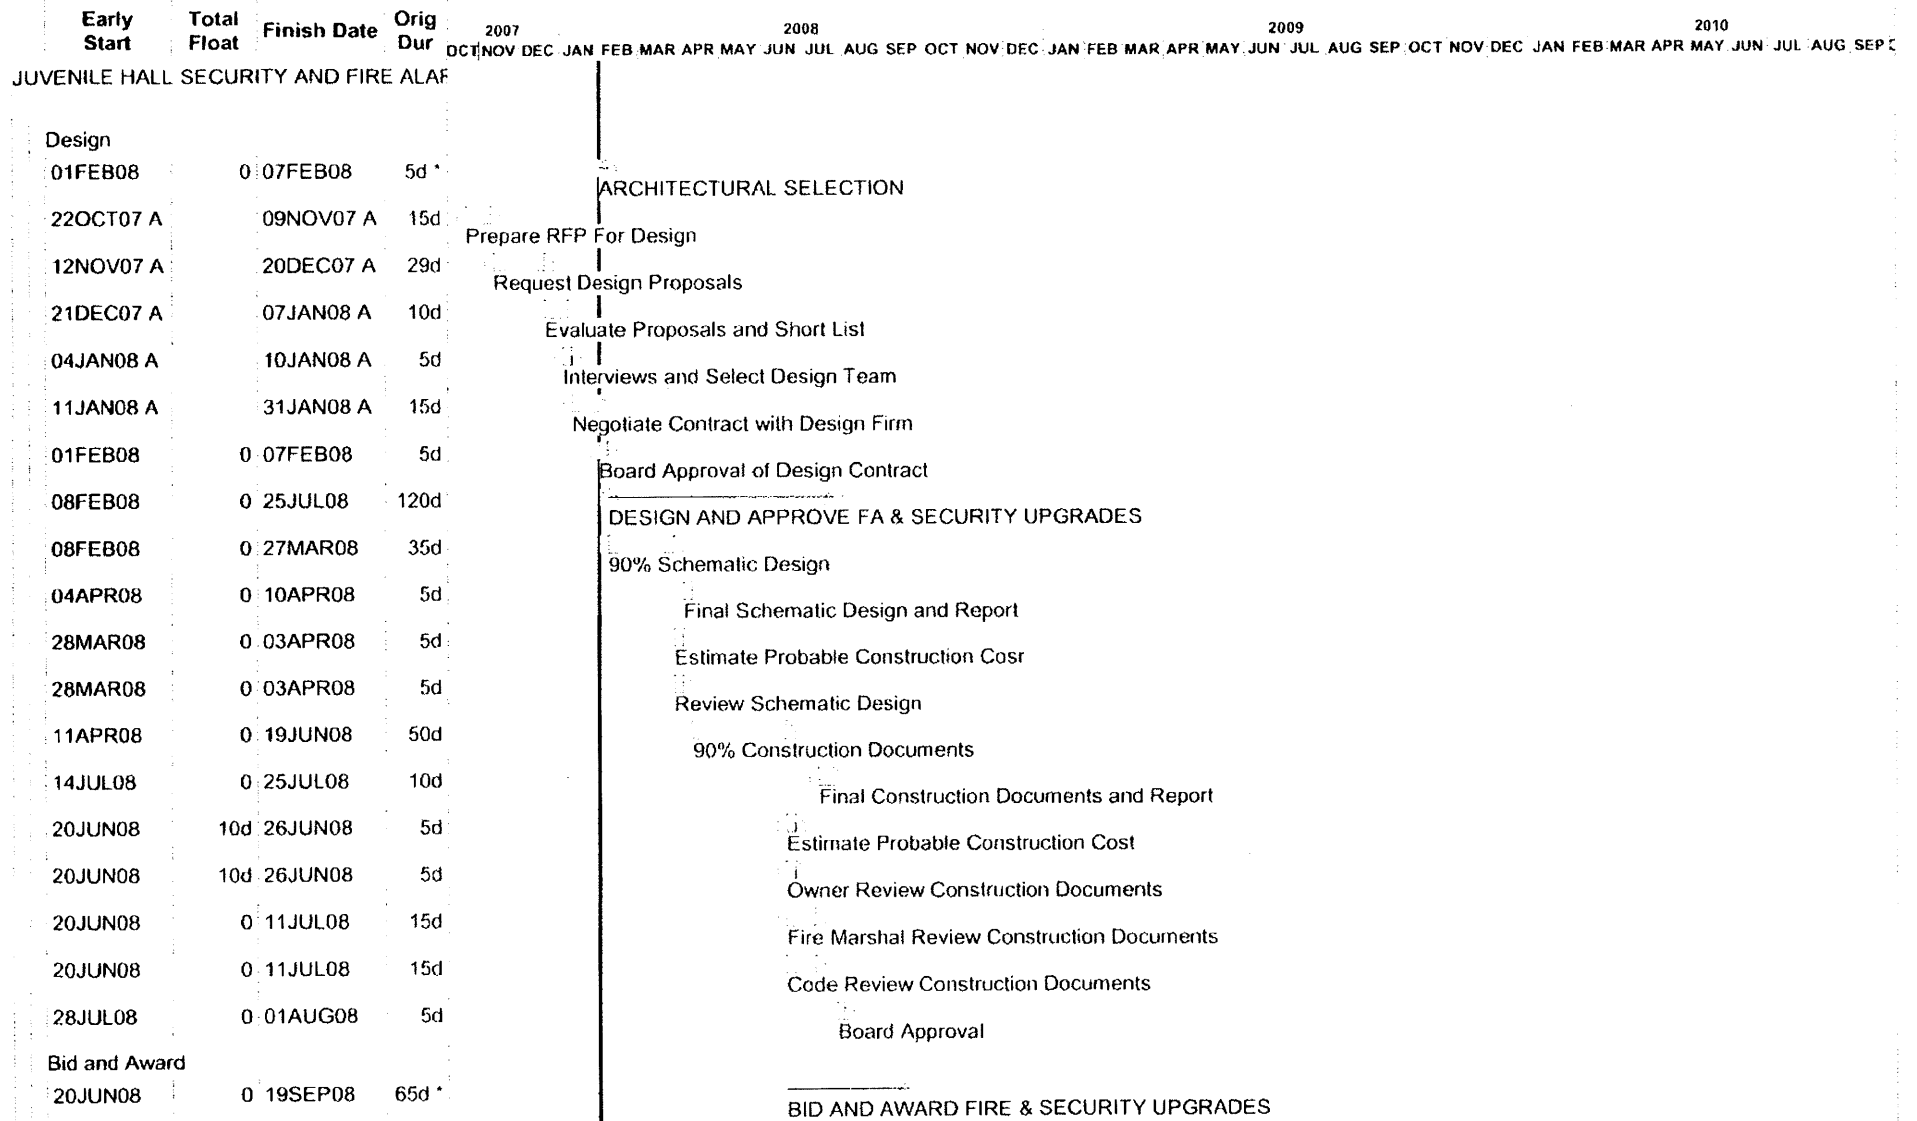 Early Start Total Float Finish Date Orig Dur
2007 2008 2009 2010
OCT NOV DEC JAN FEB MAR APR MAY JUN JUL AUG SEP OCT NOV DEC JAN FEB MAR APR MAY JUN JUL AUG SEP OCT NOV DEC JAN FEB MAR APR MAY JUN JUL AUG SEP
JUVENILE HALL SECURITY AND FIRE ALAR
Design
01FEB08 0 07FEB08 5d *
ARCHITECTURAL SELECTION
22OCT07 A 09NOV07 A 15d
Prepare RFP For Design
12NOV07 A 20DEC07 A 29d
Request Design Proposals
21DEC07 A 07JAN08 A 10d
Evaluate Proposals and Short List
04JAN08 A 10JAN08 A 5d
Interviews and Select Design Team
11JAN08 A 31JAN08 A 15d
Negotiate Contract with Design Firm
01FEB08 0 07FEB08 5d
Board Approval of Design Contract
08FEB08 0 25JUL08 120d
DESIGN AND APPROVE FA & SECURITY UPGRADES
08FEB08 0 27MAR08 35d
90% Schematic Design
04APR08 0 10APR08 5d
Final Schematic Design and Report
28MAR08 0 03APR08 5d
Estimate Probable Construction Cosr
28MAR08 0 03APR08 5d
Review Schematic Design
11APR08 0 19JUN08 50d
90% Construction Documents
14JUL08 0 25JUL08 10d
Final Construction Documents and Report
20JUN08 10d 26JUN08 5d
Estimate Probable Construction Cost
20JUN08 10d 26JUN08 5d
Owner Review Construction Documents
20JUN08 0 11JUL08 15d
Fire Marshal Review Construction Documents
20JUN08 0 11JUL08 15d
Code Review Construction Documents
28JUL08 0 01AUG08 5d
Board Approval
Bid and Award
20JUN08 0 19SEP08 65d *
BID AND AWARD FIRE & SECURITY UPGRADES